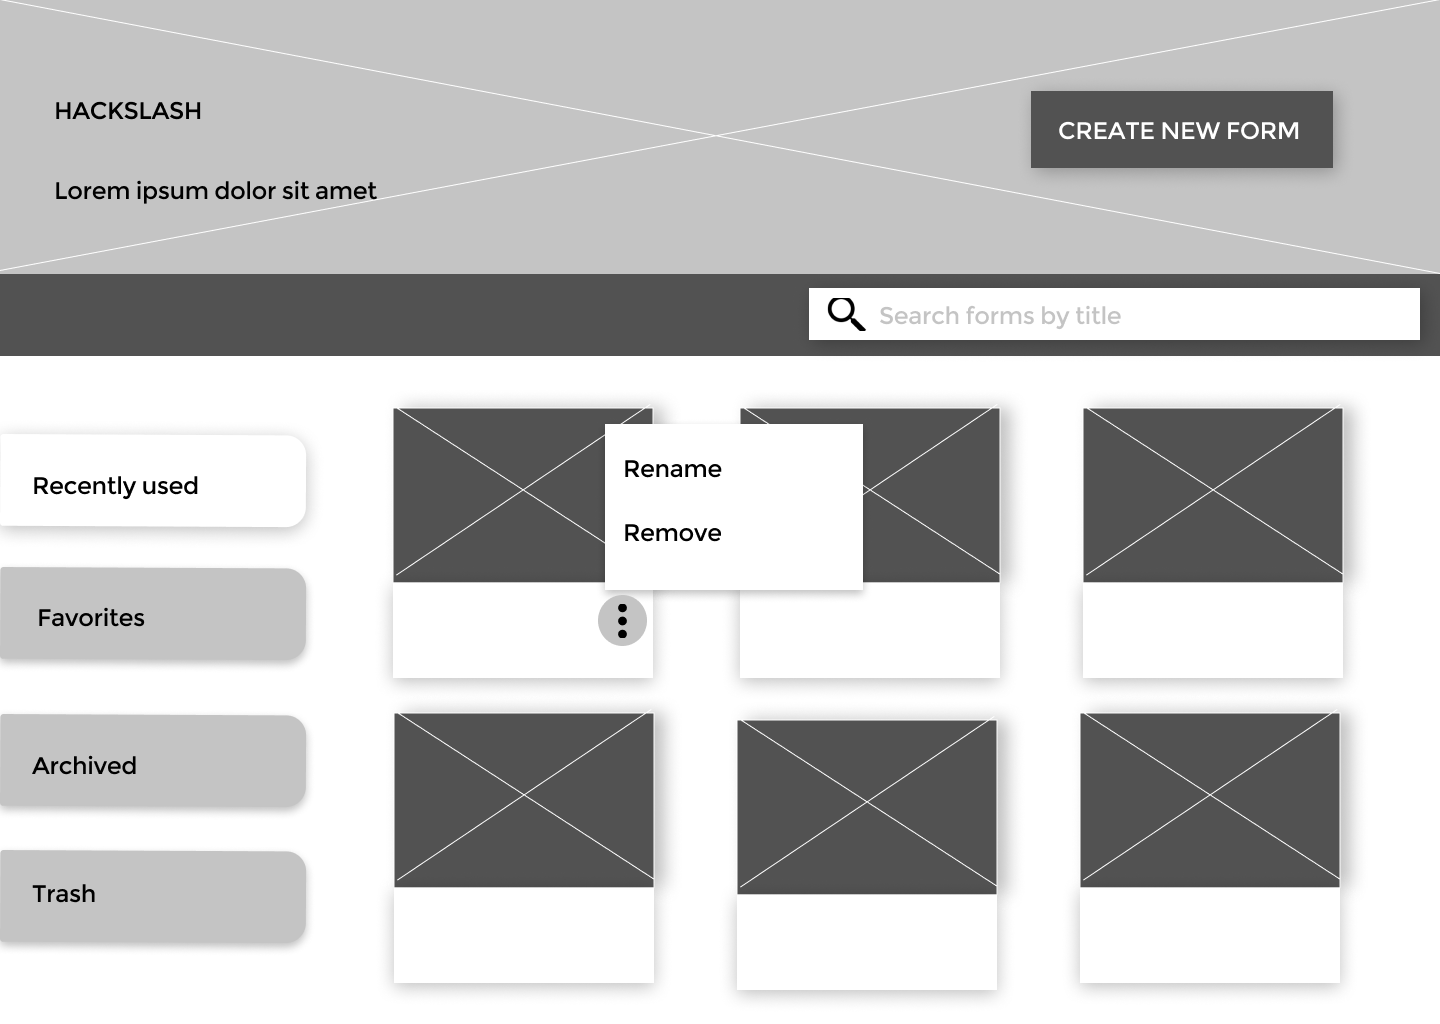 HACKSLASH
Lorem ipsum dolor sit amet
CREATE NEW FORM
Search forms by title
Recently used
Favorites
Archived
Trash
Rename
Remove